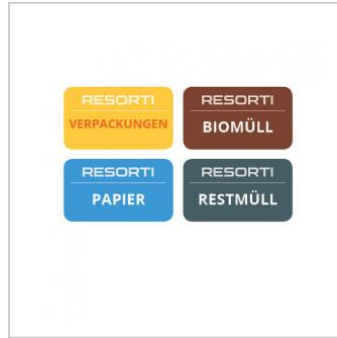 RESORTI
VERPACKUNGEN
RESORTI
BIOMÜLL
RESORTI
PAPIER
RESORTI
RESTMÜLL